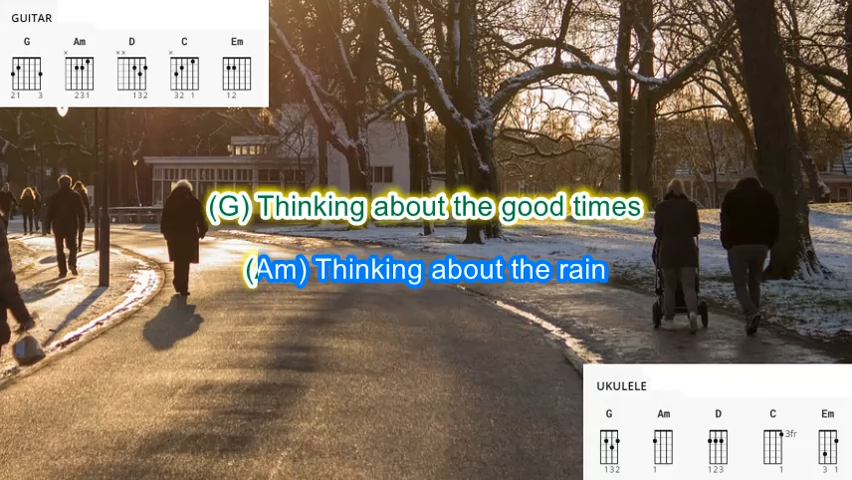 GUITAR
G Am D C Em
x xx x
21 3 231 132 32 1 12
(G) Thinking about the good times
(Am) Thinking about the rain
UKULELE
G Am D C Em
3fr
132 1 123 1 3 1